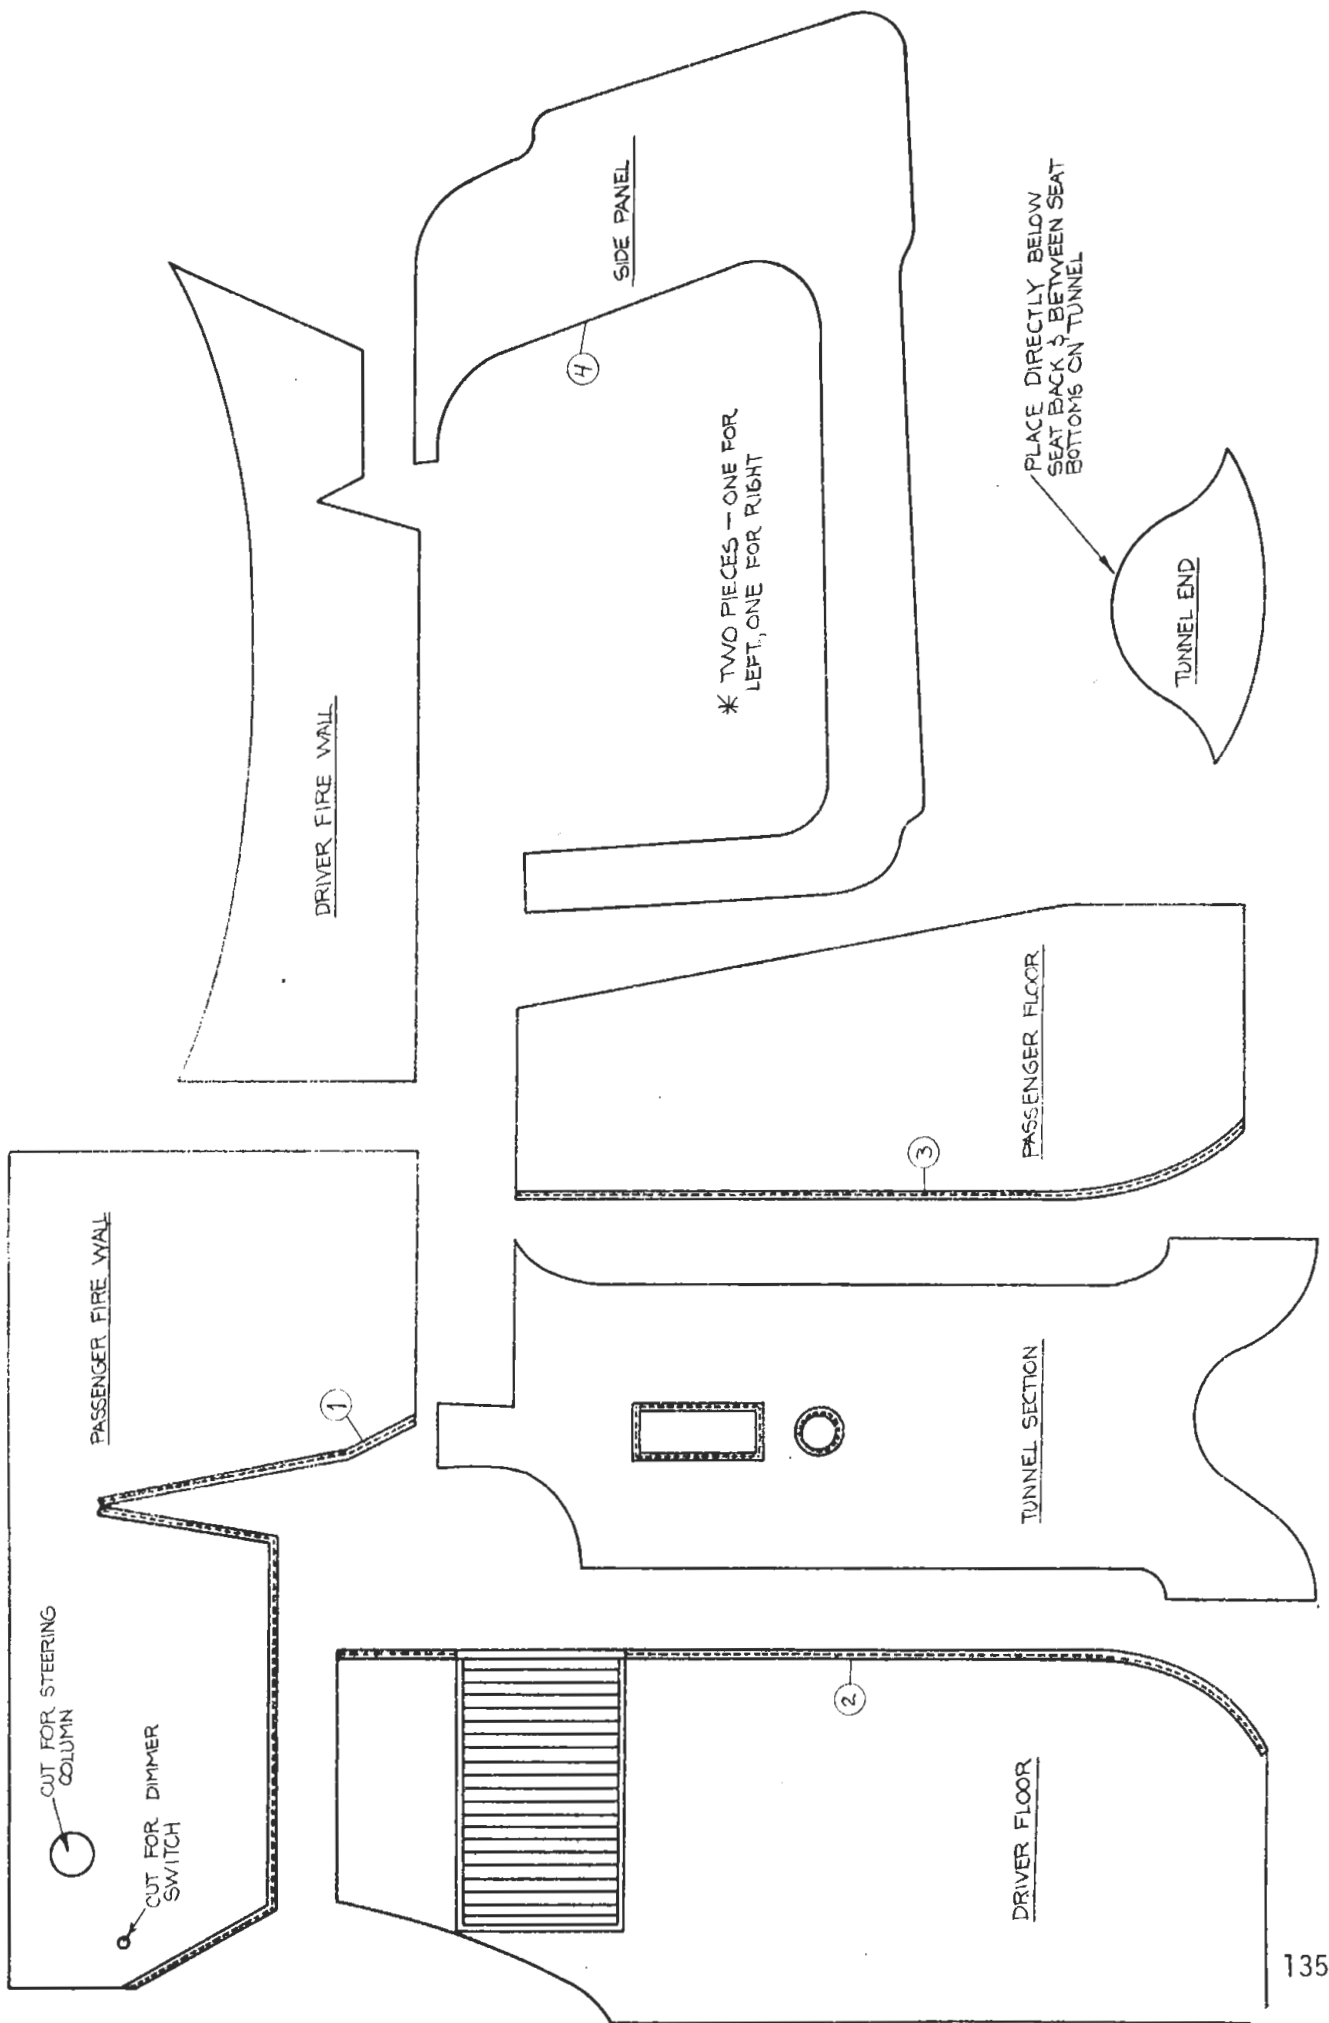 PASSENGER FIRE WALL
CUT FOR STEERING
COLUMN
CUT FOR DIMMER
SWITCH
1
DRIVER FIRE WALL
SIDE PANEL
4
* TWO PIECES - ONE FOR
LEFT, ONE FOR RIGHT
DRIVER FLOOR
2
TUNNEL SECTION
PASSENGER FLOOR
3
TUNNEL END
PLACE DIRECTLY BELOW
SEAT BACK & BETWEEN SEAT
BOTTOMS ON TUNNEL
135